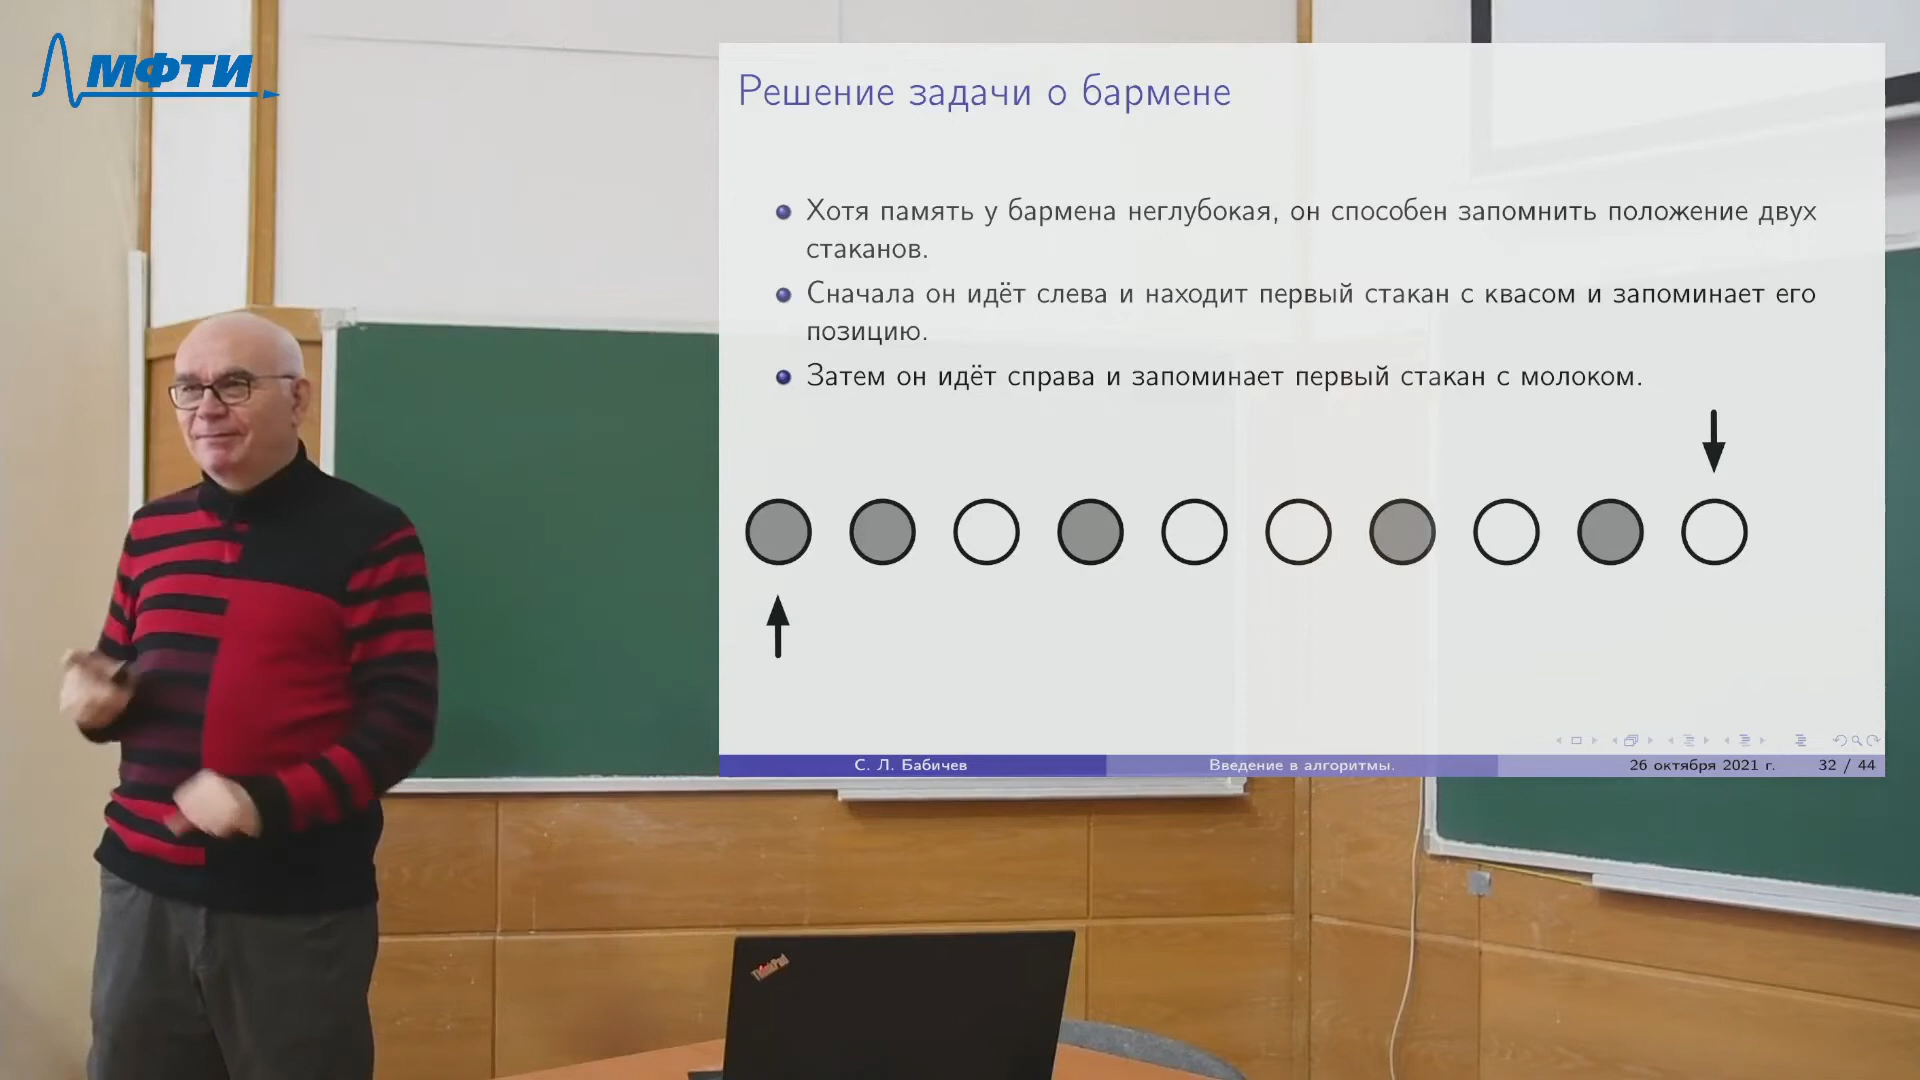 МФТИ
Решение задачи о бармене
Хотя память у бармена неглубокая, он способен запомнить положение двух
стаканов.
Сначала он идёт слева и находит первый стакан с квасом и запоминает его
позицию.
Затем он идёт справа и запоминает первый стакан с молоком.
С. Л. Бабичев
Введение в алгоритмы.
26 октября 2021 г.
32 / 44
ThinkPad